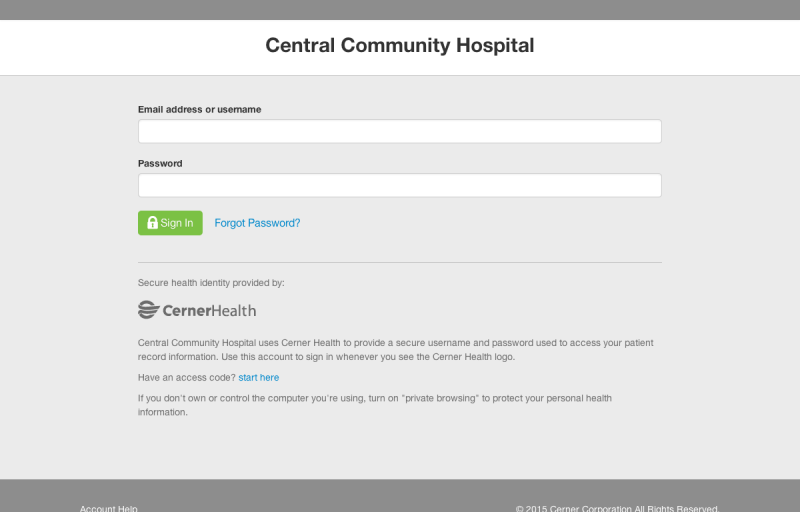 Central Community Hospital
Email address or username
Password
Sign In Forgot Password?
Secure health identity provided by:
CernerHealth
Central Community Hospital uses Cerner Health to provide a secure username and password used to access your patient
record information. Use this account to sign in whenever you see the Cerner Health logo.
Have an access code? start here
If you don't own or control the computer you're using, turn on "private browsing" to protect your personal health
information.
Account Help © 2015 Cerner Corporation All Rights Reserved.